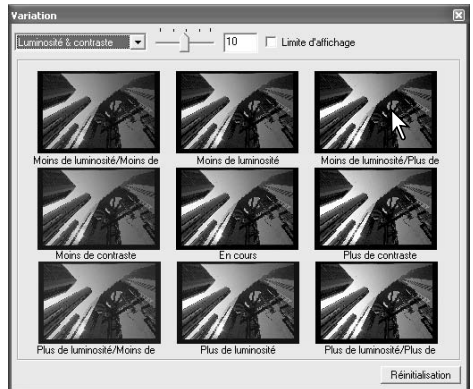 Variation
Luminosité & contraste 10 Limite d'affichage
Moins de luminosité/Moins de Moins de luminosité Moins de luminosité/Plus de
Moins de contraste En cours Plus de contraste
Plus de luminosité/Moins de Plus de luminosité Plus de luminosité/Plus de
Réinitialisation